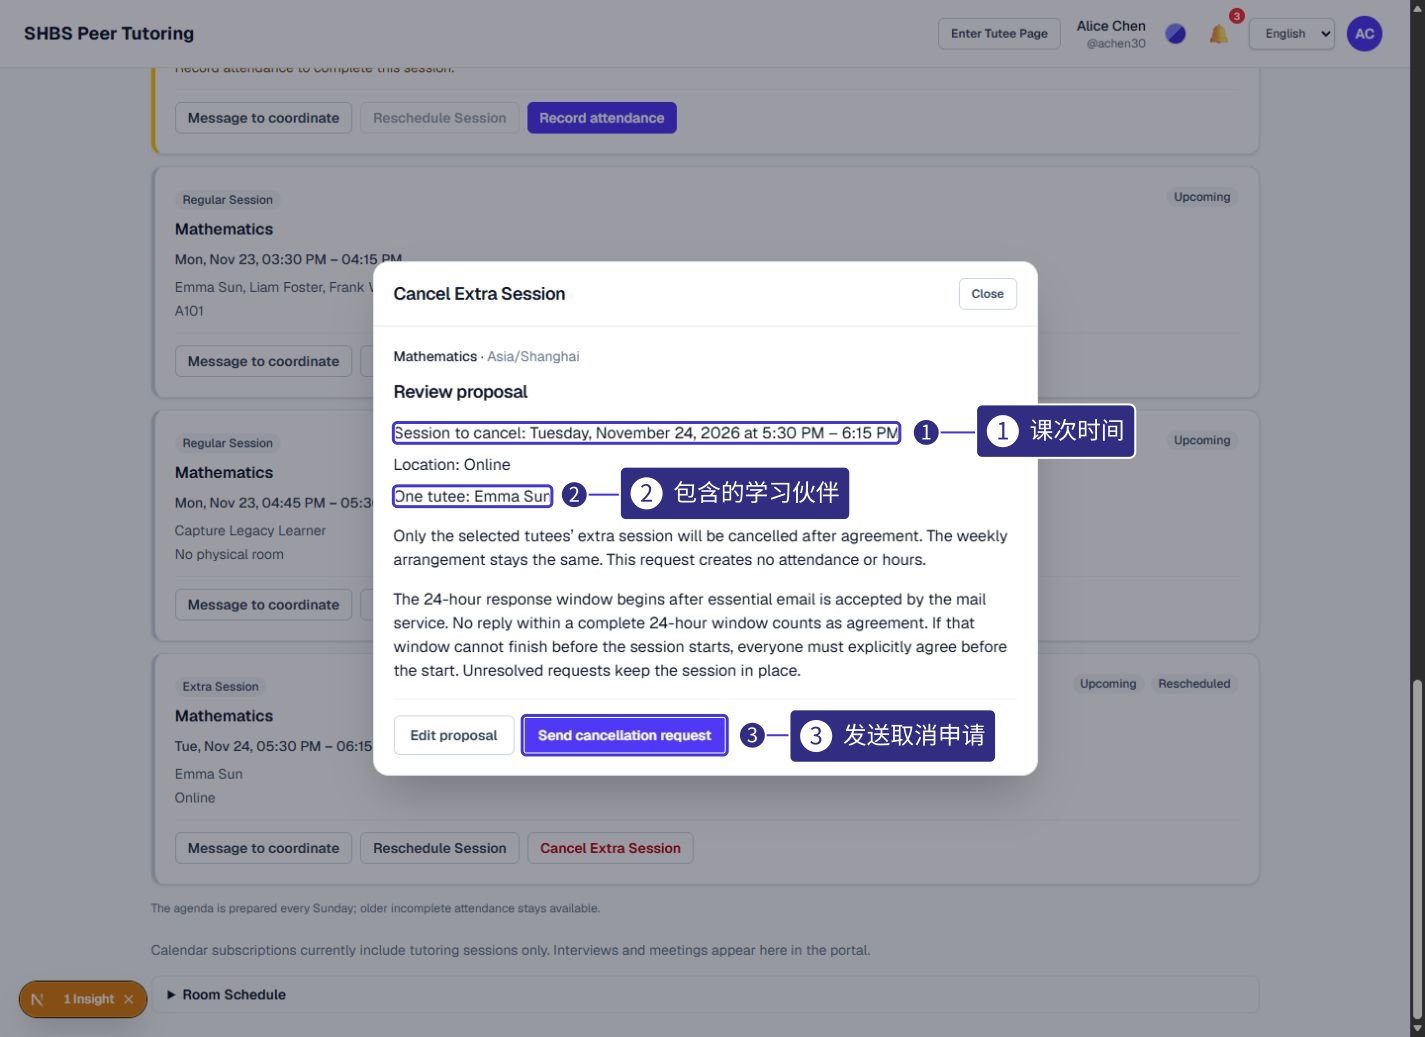 SHBS Peer Tutoring
Enter Tutee Page
Alice Chen
@achen30
3
English
AC
Record attendance to complete this session.
Message to coordinate
Reschedule Session
Record attendance
Regular Session
Upcoming
Mathematics
Mon, Nov 23, 03:30 PM – 04:15 PM
Emma Sun, Liam Foster, Frank
A101
Message to coordinate
Regular Session
Upcoming
Mathematics
Mon, Nov 23, 04:45 PM – 05:3
Capture Legacy Learner
No physical room
Message to coordinate
Extra Session
Upcoming
Rescheduled
Mathematics
Tue, Nov 24, 05:30 PM – 06:15
Emma Sun
Online
Message to coordinate
Reschedule Session
Cancel Extra Session
The agenda is prepared every Sunday; older incomplete attendance stays available.
Calendar subscriptions currently include tutoring sessions only. Interviews and meetings appear here in the portal.
Room Schedule
N 1 Insight ×
Cancel Extra Session
Close
Mathematics · Asia/Shanghai
Review proposal
Session to cancel: Tuesday, November 24, 2026 at 5:30 PM – 6:15 PM
1
1 课次时间
Location: Online
One tutee: Emma Sun
2
2 包含的学习伙伴
Only the selected tutees’ extra session will be cancelled after agreement. The weekly
arrangement stays the same. This request creates no attendance or hours.
The 24-hour response window begins after essential email is accepted by the mail
service. No reply within a complete 24-hour window counts as agreement. If that
window cannot finish before the session starts, everyone must explicitly agree before
the start. Unresolved requests keep the session in place.
Edit proposal
Send cancellation request
3
3 发送取消申请